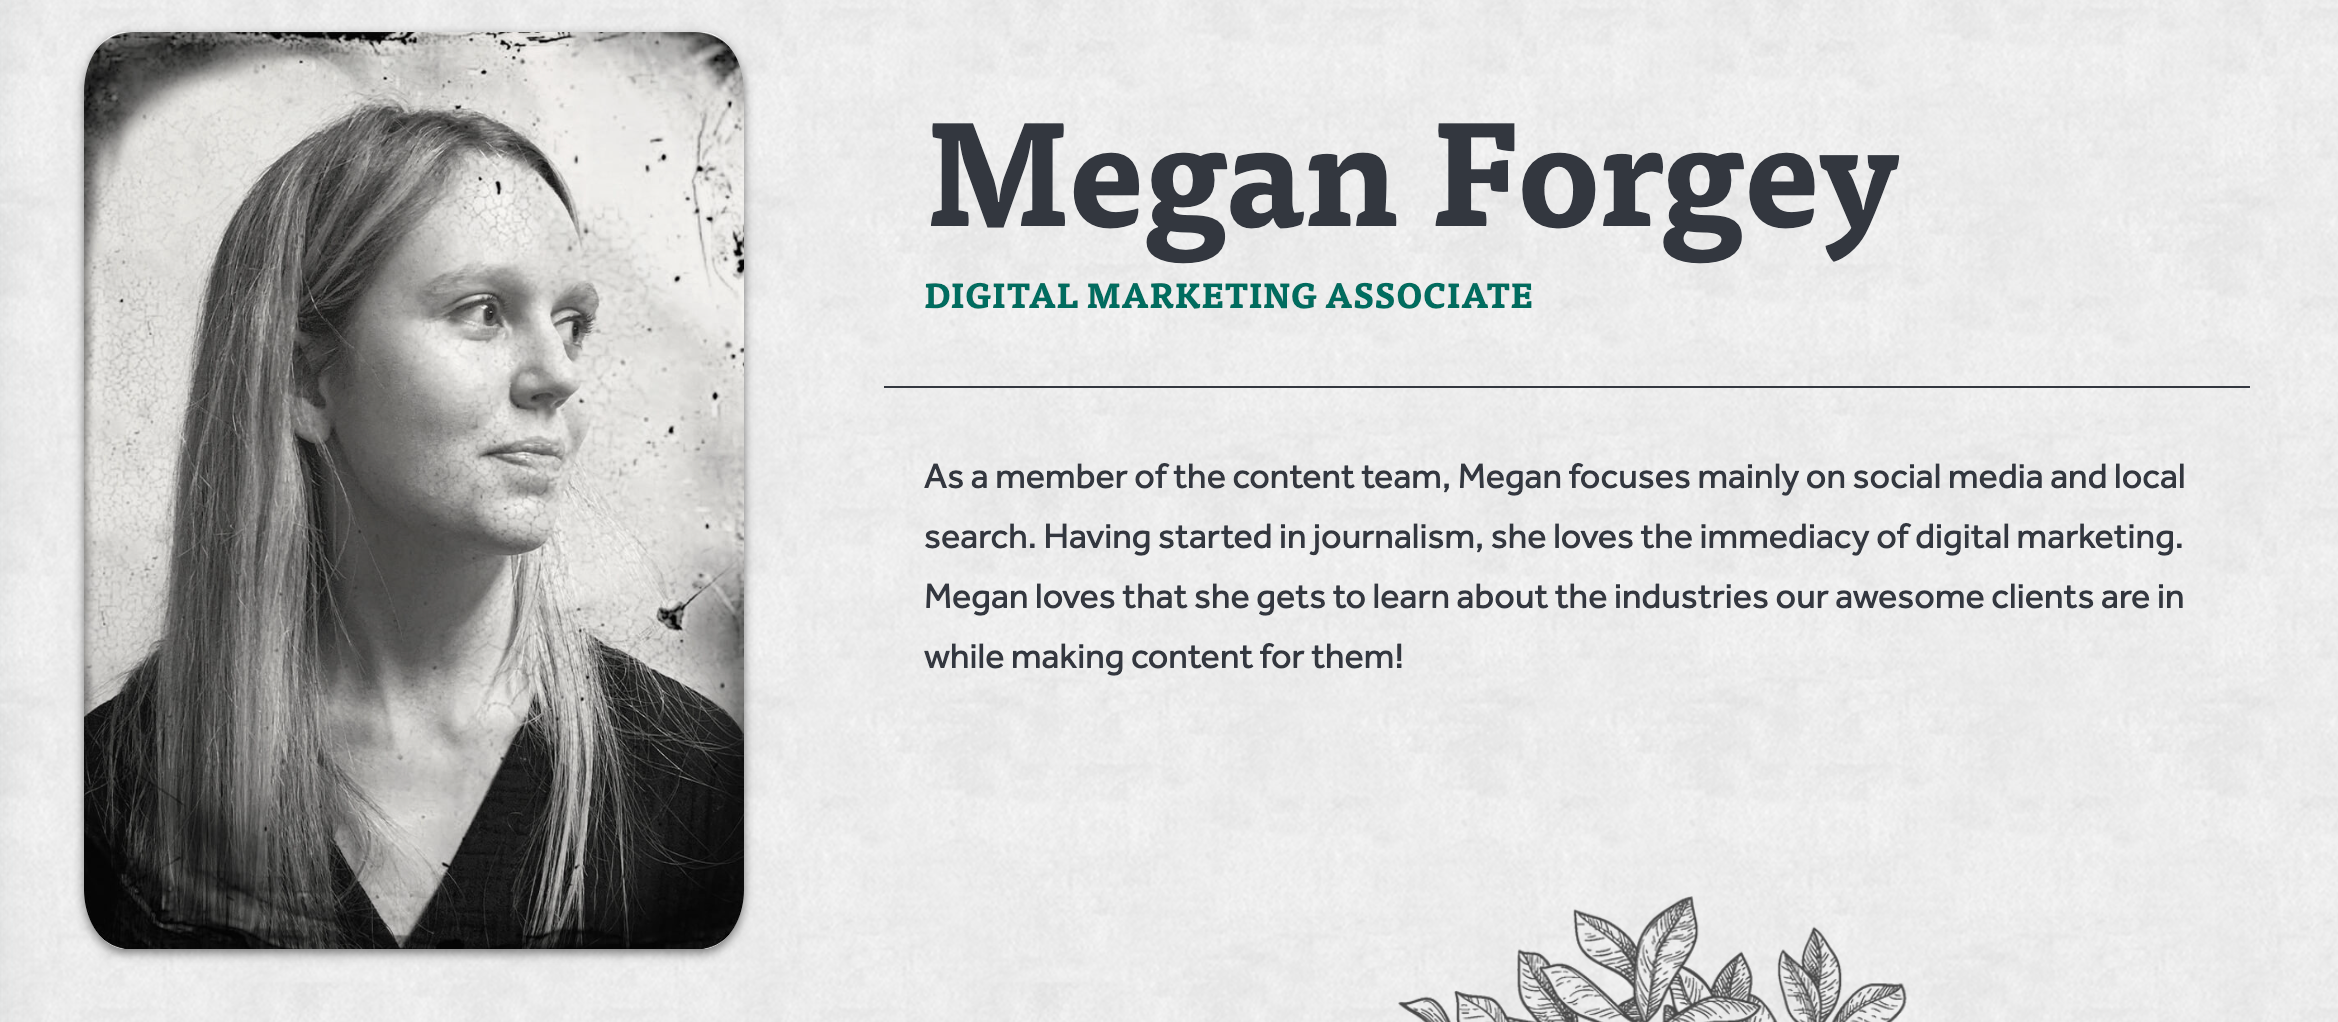 Megan Forgey
DIGITAL MARKETING ASSOCIATE
As a member of the content team, Megan focuses mainly on social media and local
search. Having started in journalism, she loves the immediacy of digital marketing.
Megan loves that she gets to learn about the industries our awesome clients are in
while making content for them!